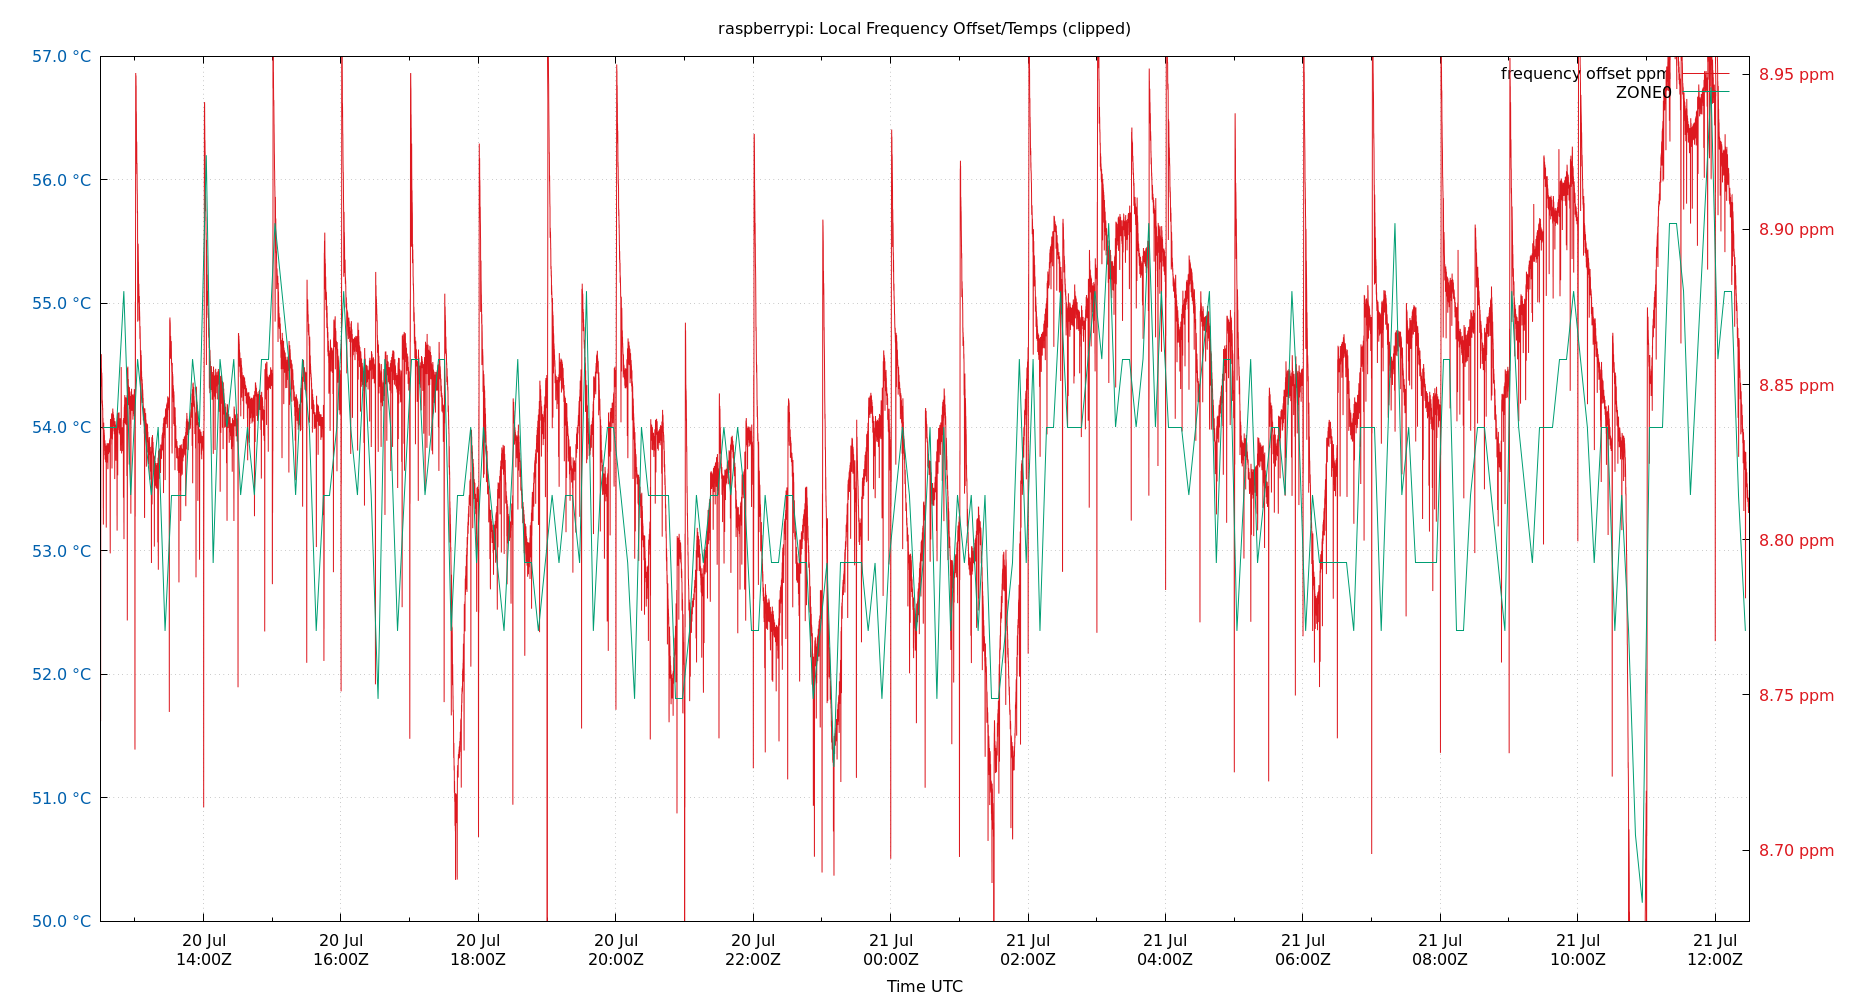 raspberrypi: Local Frequency Offset/Temps (clipped)
57.0 °C
56.0 °C
55.0 °C
54.0 °C
53.0 °C
52.0 °C
51.0 °C
50.0 °C
frequency offset ppm
ZONE0
8.95 ppm
8.90 ppm
8.85 ppm
8.80 ppm
8.75 ppm
8.70 ppm
20 Jul 20 Jul 20 Jul 20 Jul 20 Jul 21 Jul 21 Jul 21 Jul 21 Jul 21 Jul 21 Jul 21 Jul
14:00Z 16:00Z 18:00Z 20:00Z 22:00Z 00:00Z 02:00Z 04:00Z 06:00Z 08:00Z 10:00Z 12:00Z
Time UTC